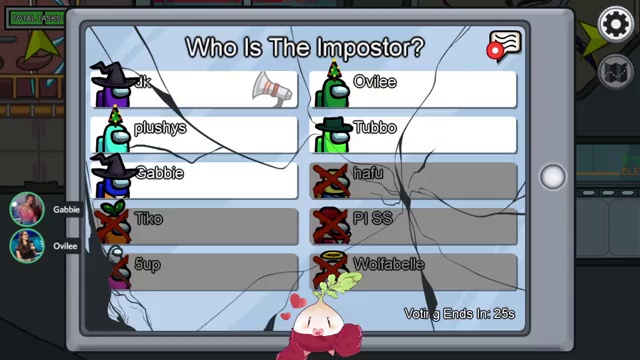 TOTAL TASKS
Who Is The Impostor?
dk
Ovilee
plushys
Tubbo
Gabbie
hafu
Tiko
PI SS
5up
Wolfabelle
Gabbie
Ovilee
Voting Ends In: 25s